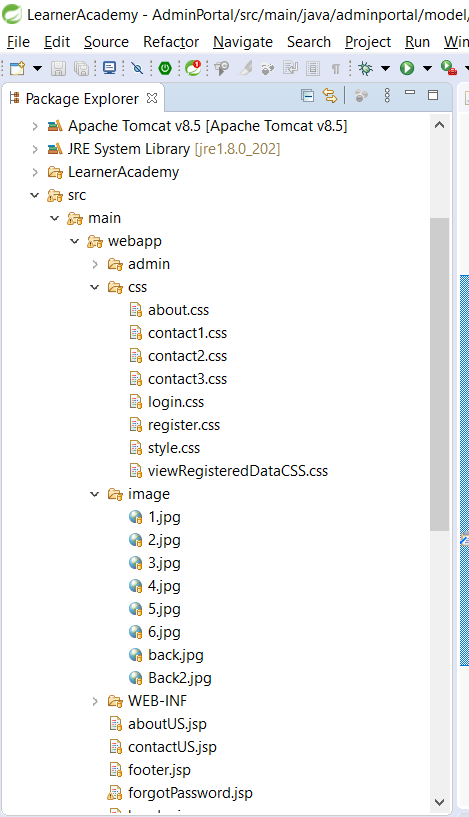 LearnerAcademy - AdminPortal/src/main/java/adminportal/model/
File Edit Source Refactor Navigate Search Project Run Win
Package Explorer
Apache Tomcat v8.5 [Apache Tomcat v8.5]
JRE System Library [jre1.8.0_202]
LearnerAcademy
src
main
webapp
admin
css
about.css
contact1.css
contact2.css
contact3.css
login.css
register.css
style.css
viewRegisteredDataCSS.css
image
1.jpg
2.jpg
3.jpg
4.jpg
5.jpg
6.jpg
back.jpg
Back2.jpg
WEB-INF
aboutUS.jsp
contactUS.jsp
footer.jsp
forgotPassword.jsp